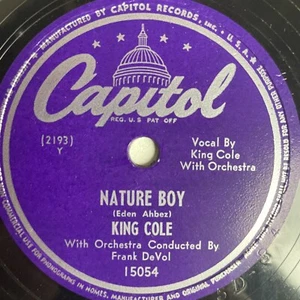 MANUFACTURED BY CAPITOL RECORDS, INC. U.S.A.
Capitol
REG. U.S. PAT OFF
(2193)
Y
Vocal By
King Cole
With Orchestra
NATURE BOY
(Eden Ahbez)
KING COLE
With Orchestra Conducted By
Frank DeVol
15054